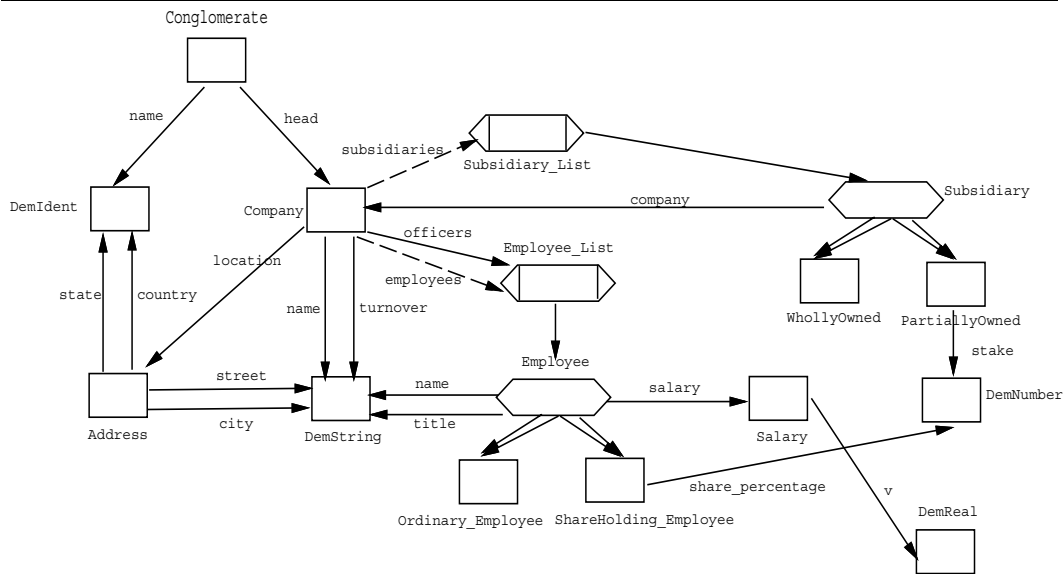 Conglomerate
name
head
subsidiaries
Subsidiary_List
DemIdent
Subsidiary
Company
company
officers
Employee_List
location
employees
state
country
name
turnover
WhollyOwned
PartiallyOwned
stake
Employee
street
name
salary
DemNumber
city
title
Address
DemString
Salary
share_percentage
v
Ordinary_Employee
ShareHolding_Employee
DemReal